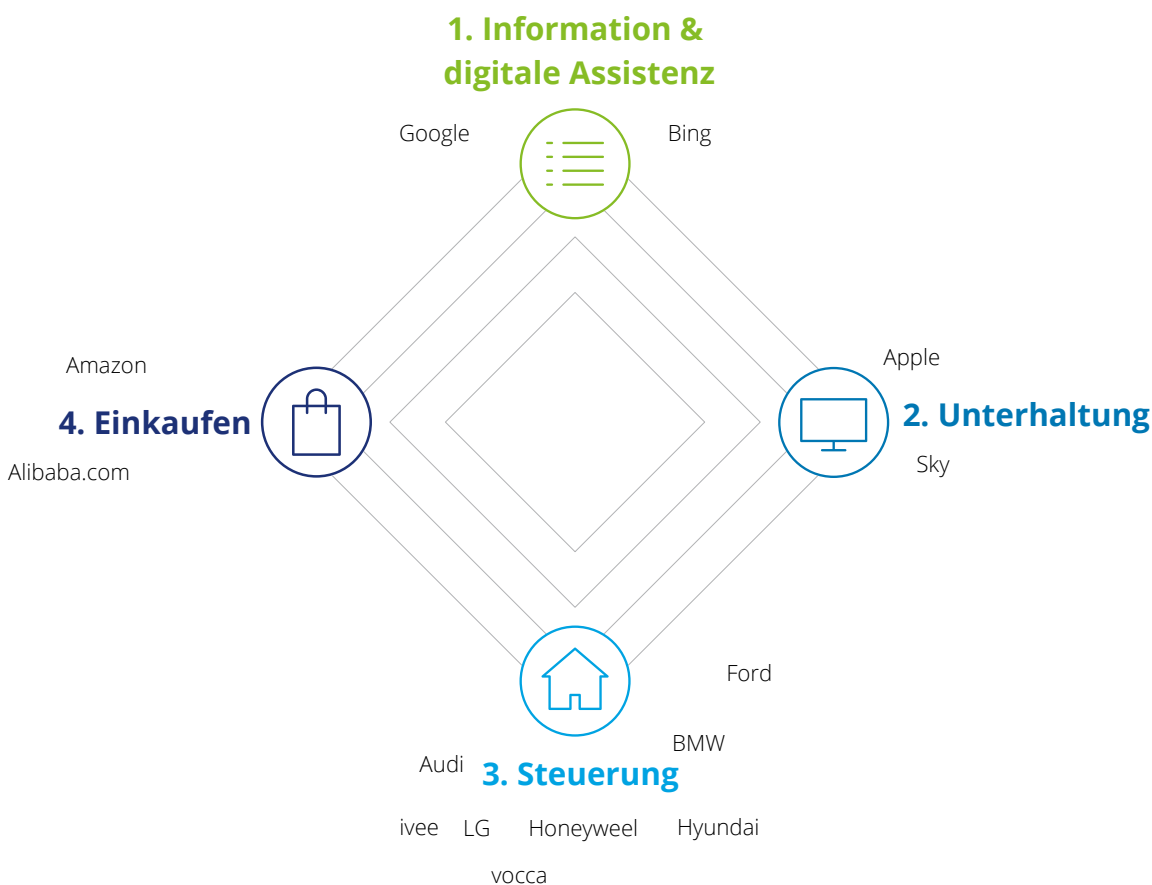 1. Information &
digitale Assistenz
Google
Bing
Amazon
4. Einkaufen
Alibaba.com
Apple
2. Unterhaltung
Sky
Ford
BMW
Audi
3. Steuerung
ivee
LG
Honeyweel
Hyundai
vocca